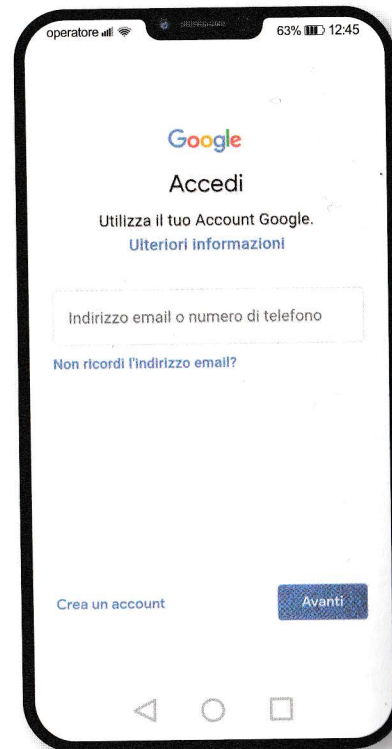 operatore 63% 12:45
Google
Accedi
Utilizza il tuo Account Google.
Ulteriori informazioni
Indirizzo email o numero di telefono
Non ricordi l'indirizzo email?
Crea un account Avanti